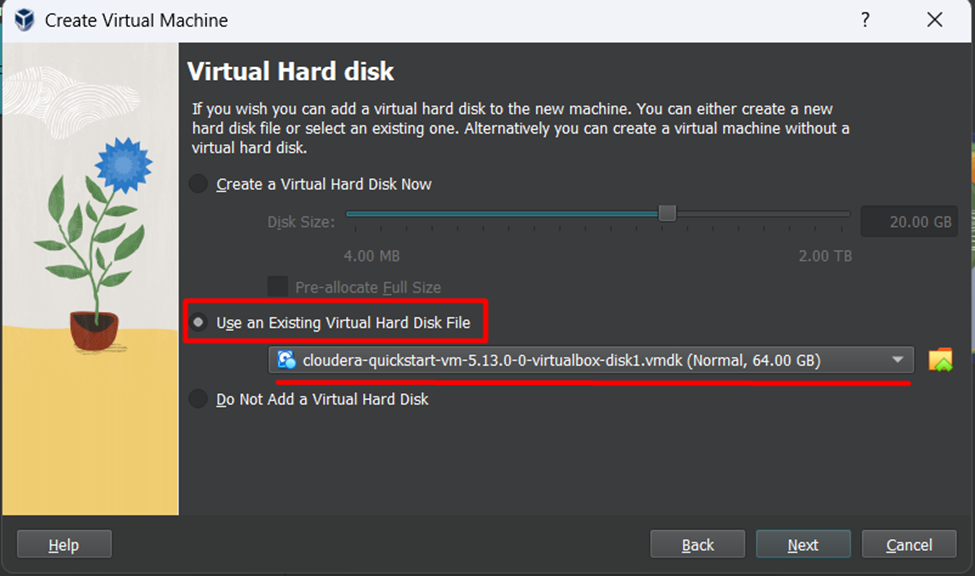 Create Virtual Machine
?
Virtual Hard disk
If you wish you can add a virtual hard disk to the new machine. You can either create a new
hard disk file or select an existing one. Alternatively you can create a virtual machine without a
virtual hard disk.
Create a Virtual Hard Disk Now
Disk Size:
20.00 GB
4.00 MB
2.00 TB
Pre-allocate Full Size
Use an Existing Virtual Hard Disk File
cloudera-quickstart-vm-5.13.0-0-virtualbox-disk1.vmdk (Normal, 64.00 GB)
Do Not Add a Virtual Hard Disk
Help
Back
Next
Cancel